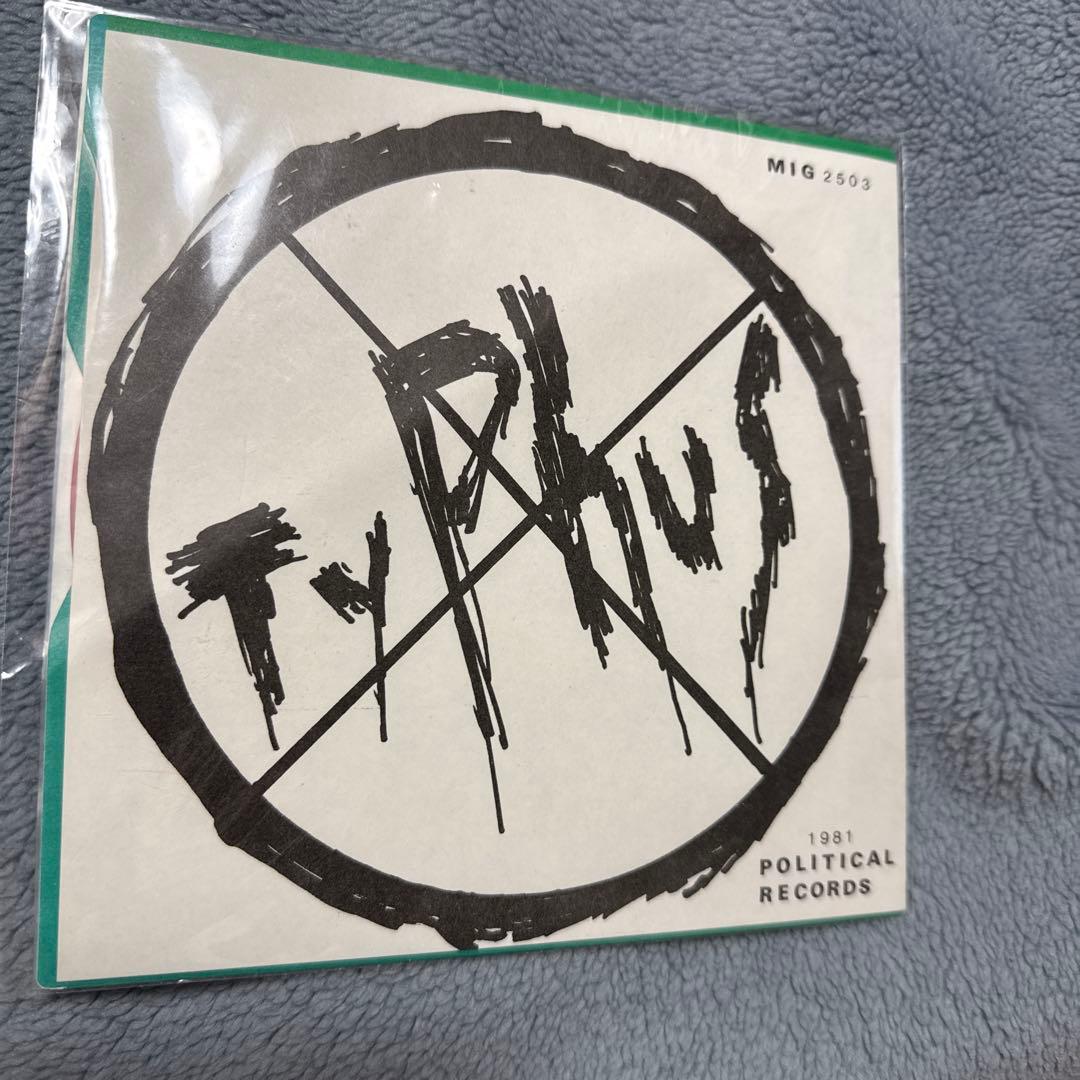 MIG 2503
TyPhuS
1981
POLITICAL
RECORDS